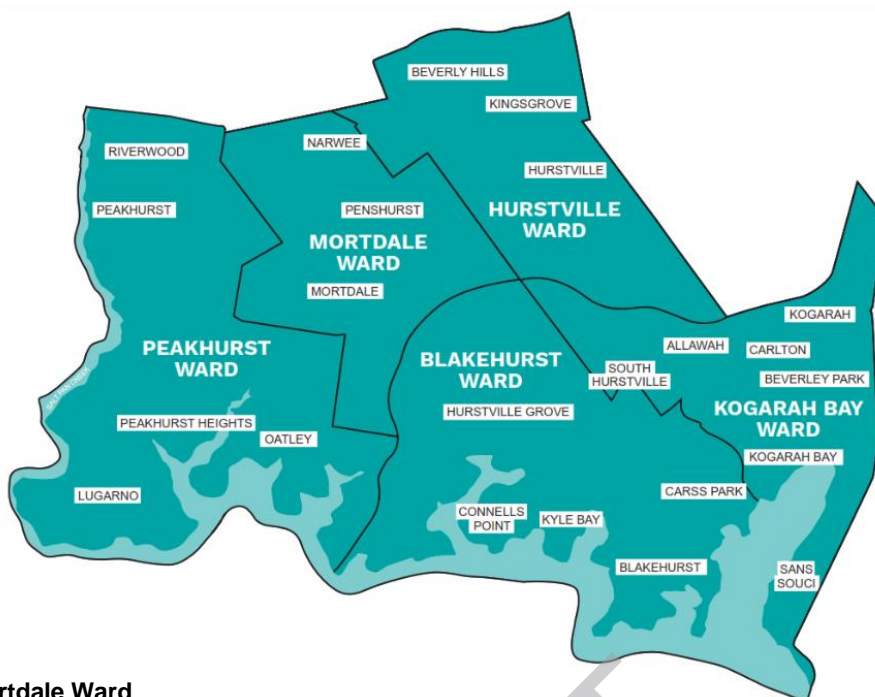 BEVERLY HILLS
KINGSGROVE
NARWEE
RIVERWOOD
HURSTVILLE
PEAKHURST
PENSHURST
HURSTVILLE
WARD
MORTDALE
WARD
MORTDALE
KOGARAH
ALLAWAH
CARLTON
PEAKHURST
WARD
BLAKEHURST
WARD
SOUTH
HURSTVILLE
BEVERLEY PARK
HURSTVILLE GROVE
KOGARAH BAY
WARD
PEAKHURST HEIGHTS
OATLEY
KOGARAH BAY
LUGARNO
CARSS PARK
CONNELLS
POINT
KYLE BAY
BLAKEHURST
SANS
SOUCI
rtdale Ward